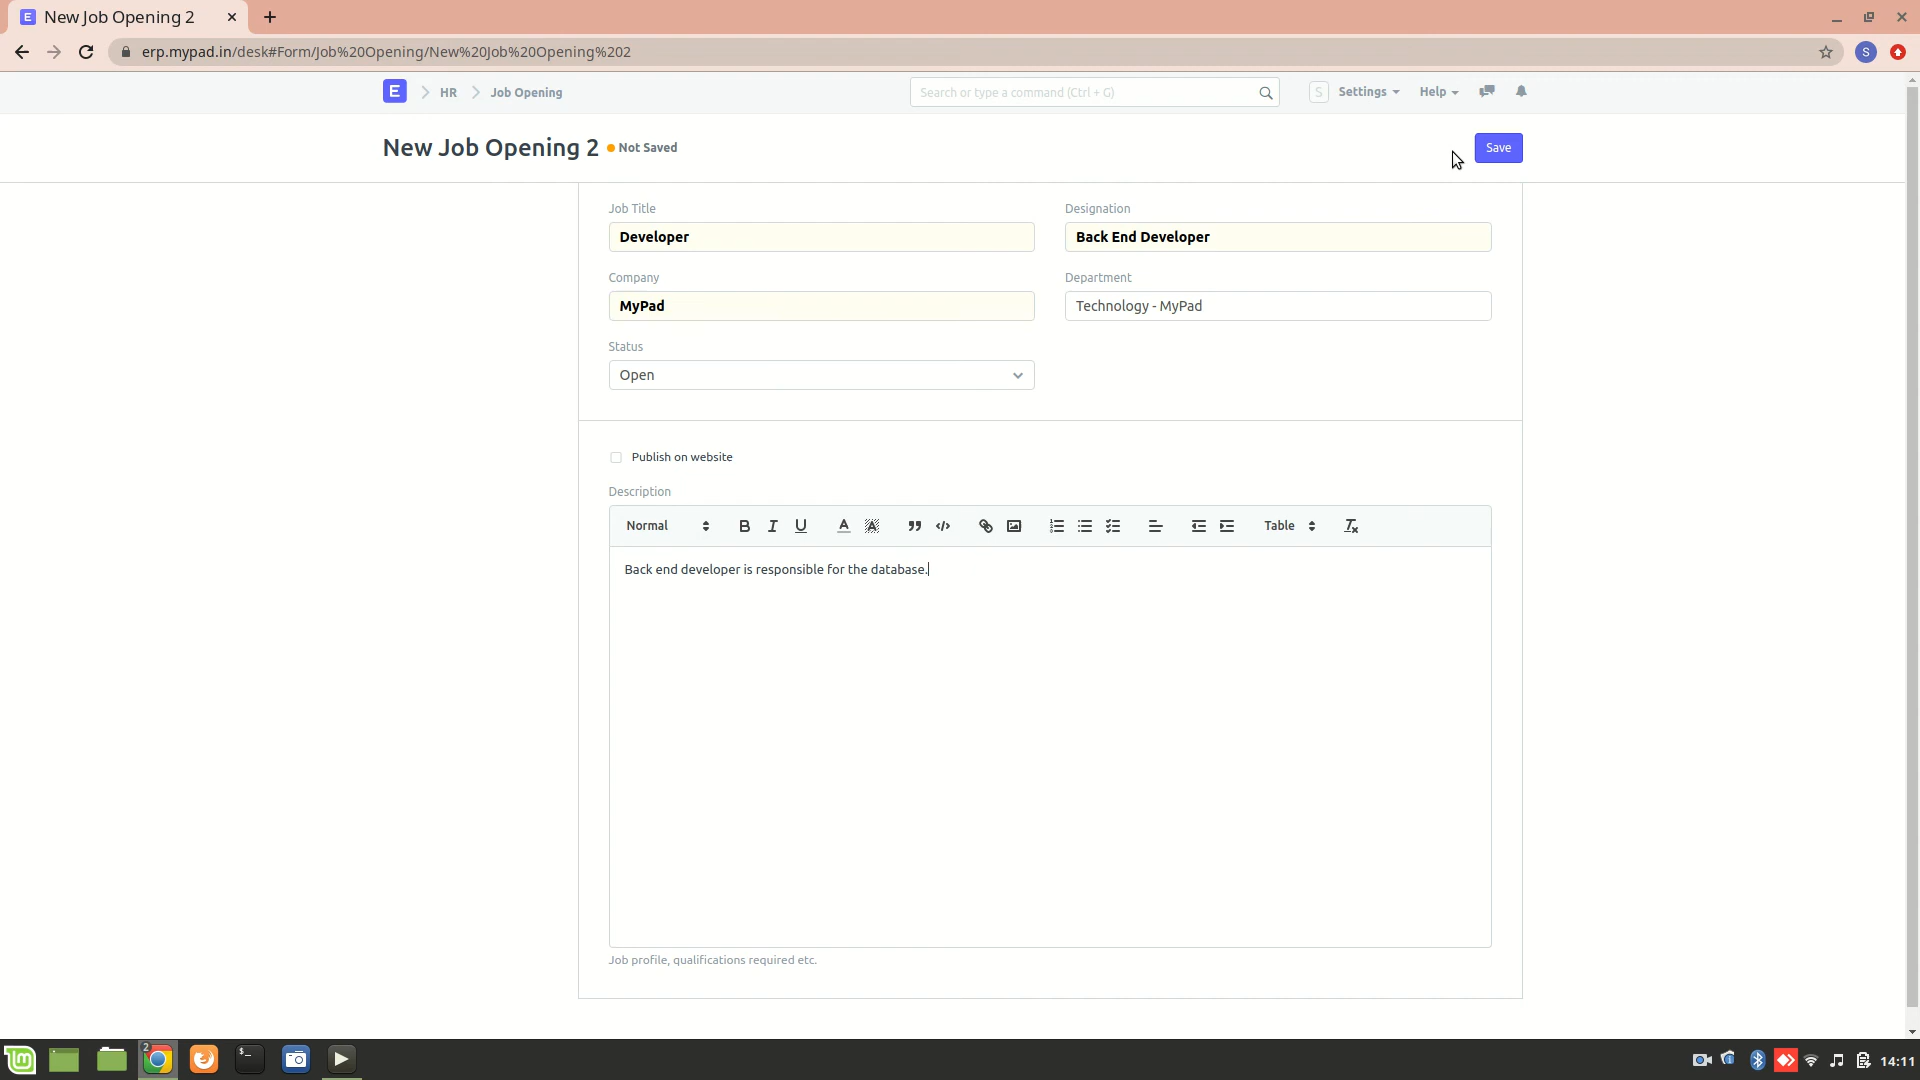 E New Job Opening 2
erp.mypad.in/desk#Form/Job%20Opening/New%20Job%20Opening%202
S
E HR Job Opening
Search or type a command (Ctrl + G)
S Settings Help
New Job Opening 2 Not Saved
Save
Job Title
Developer
Designation
Back End Developer
Company
MyPad
Department
Technology - MyPad
Status
Open
Publish on website
Description
Normal B I U A A Table
Back end developer is responsible for the database.
Job profile, qualifications required etc.
2
14:11